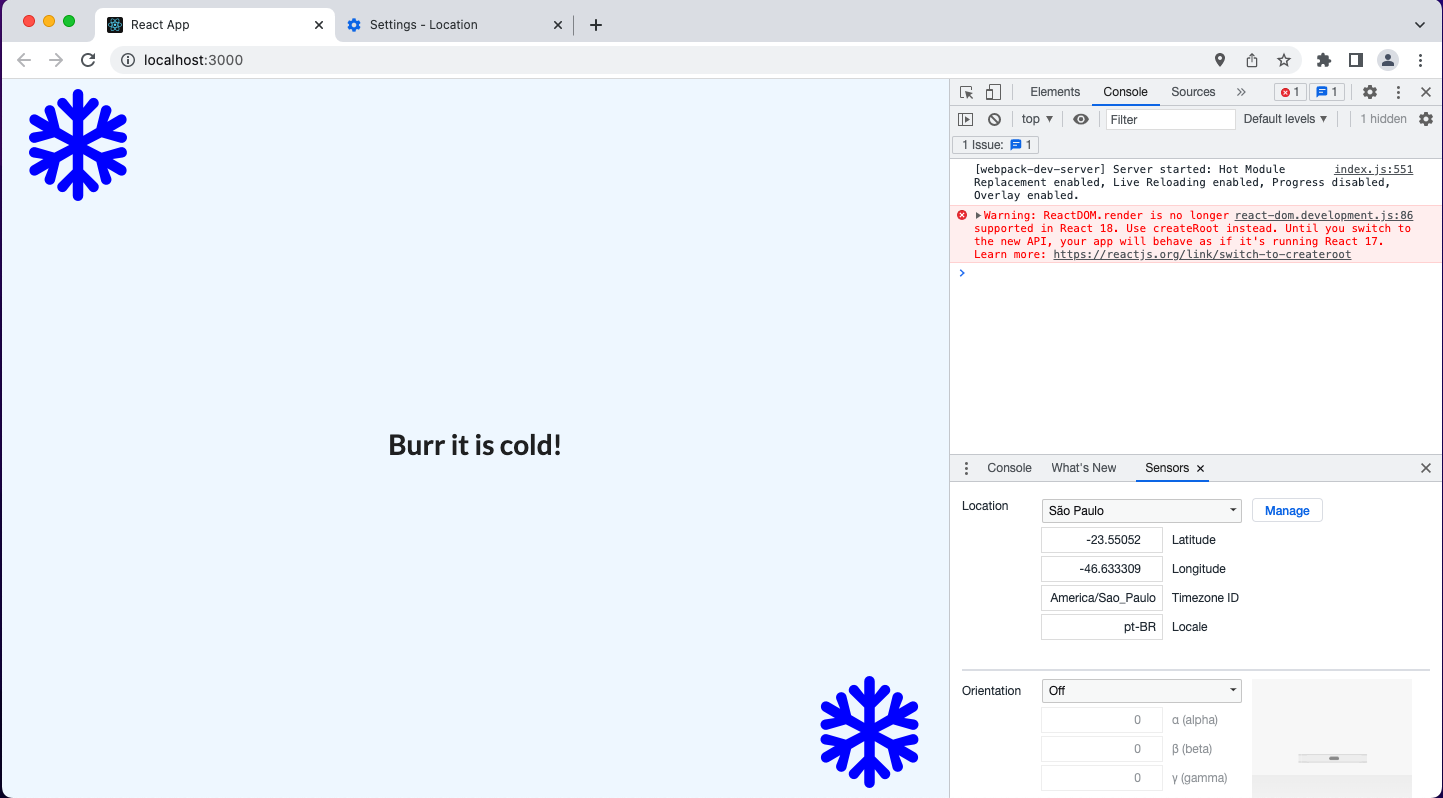 React App
Settings - Location
localhost:3000
Burr it is cold!
Elements
Console
Sources
1
1
top
Filter
Default levels
1 hidden
1 Issue:
1
[webpack-dev-server] Server started: Hot Module index.js:551
Replacement enabled, Live Reloading enabled, Progress disabled,
Overlay enabled.
Warning: ReactDOM.render is no longer react-dom.development.js:86
supported in React 18. Use createRoot instead. Until you switch to
the new API, your app will behave as if it's running React 17.
Learn more: https://reactjs.org/link/switch-to-createroot
Console
What's New
Sensors
Location
São Paulo
Manage
-23.55052 Latitude
-46.633309 Longitude
America/Sao_Paulo Timezone ID
pt-BR Locale
Orientation
Off
0 α (alpha)
0 β (beta)
0 γ (gamma)